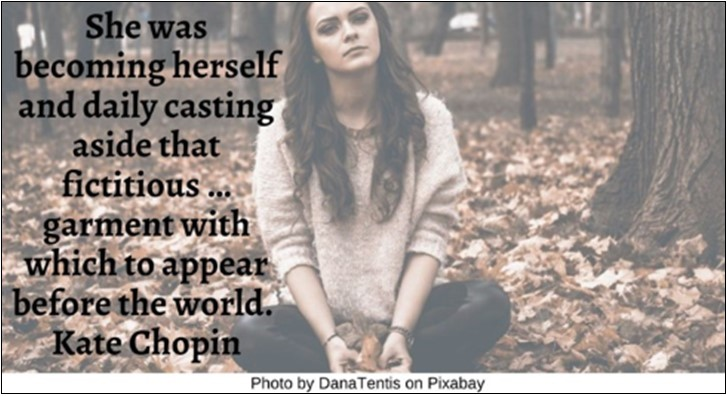 She was
becoming herself
and daily casting
aside that
fictitious ...
garment with
which to appear
before the world.
Kate Chopin
Photo by DanaTentis on Pixabay